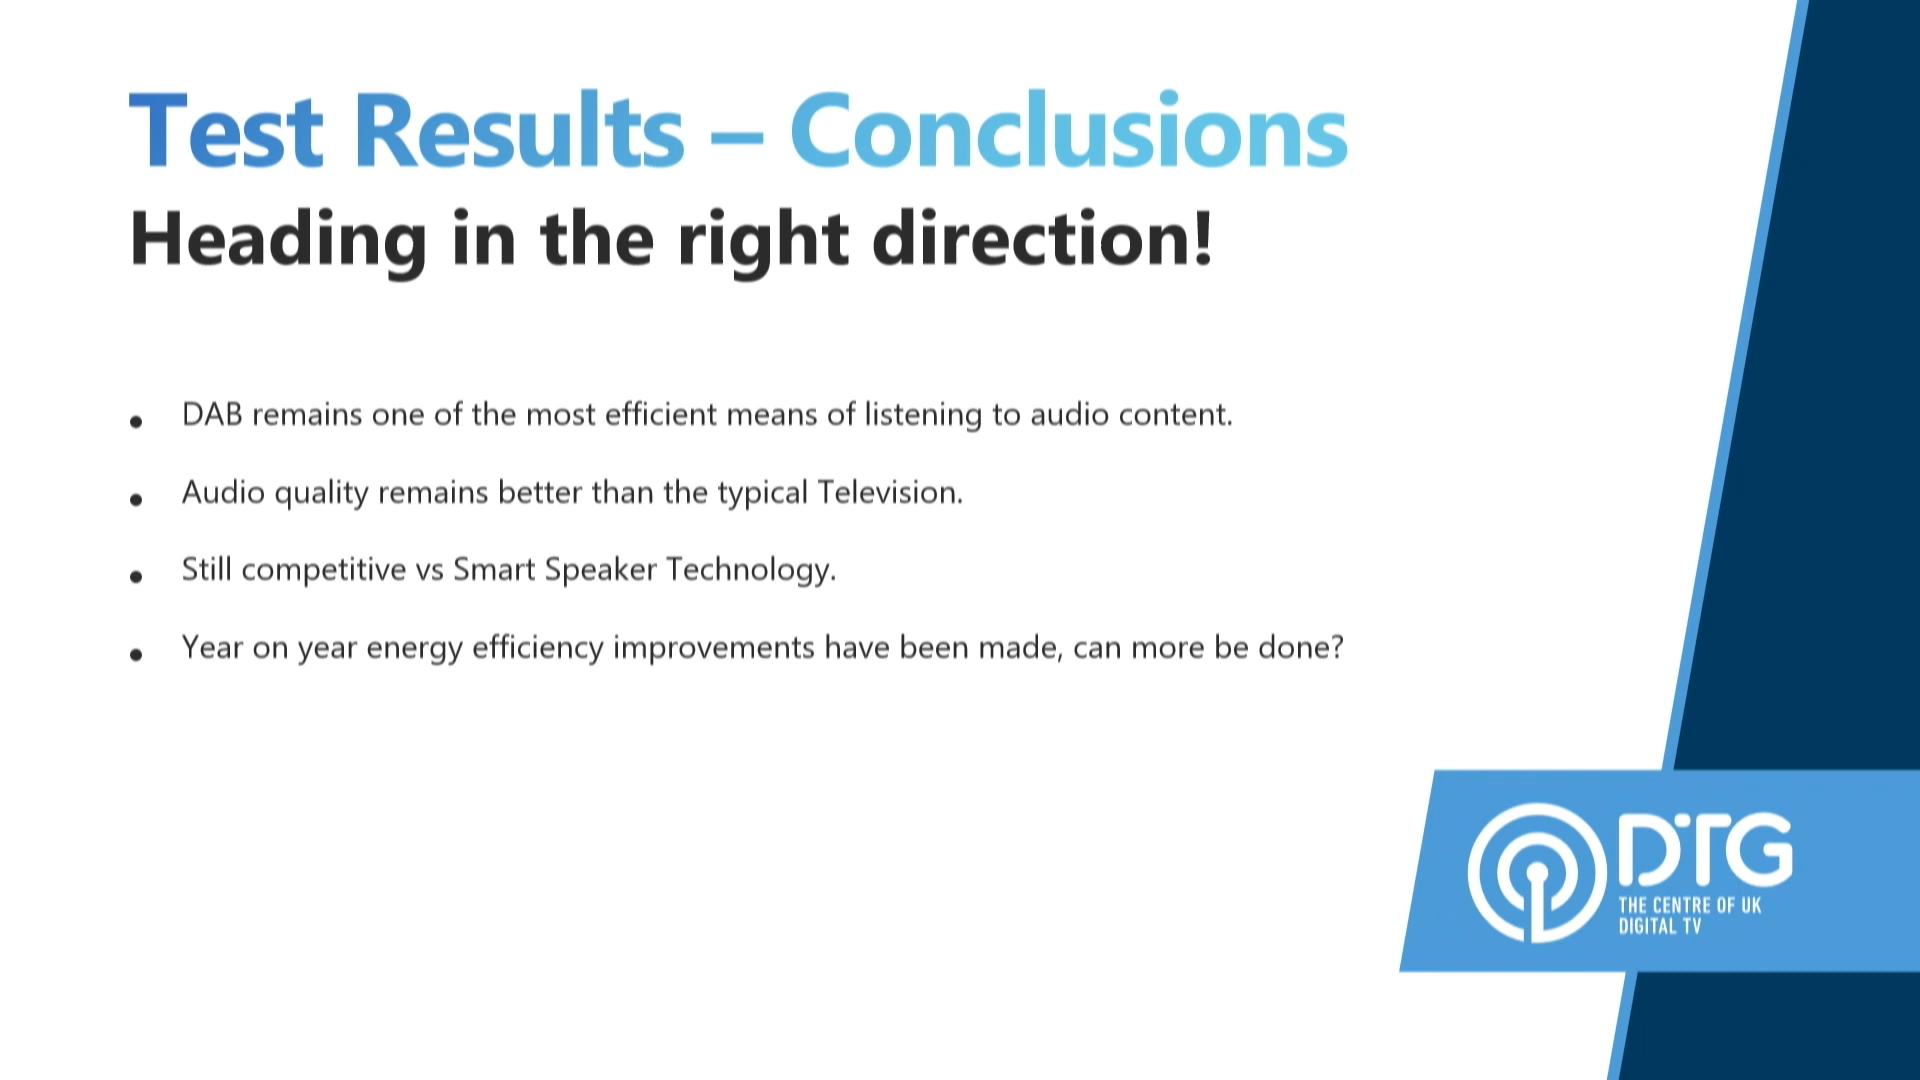 Test Results – Conclusions
Heading in the right direction!
• DAB remains one of the most efficient means of listening to audio content.
• Audio quality remains better than the typical Television.
• Still competitive vs Smart Speaker Technology.
• Year on year energy efficiency improvements have been made, can more be done?
DTG
THE CENTRE OF UK
DIGITAL TV